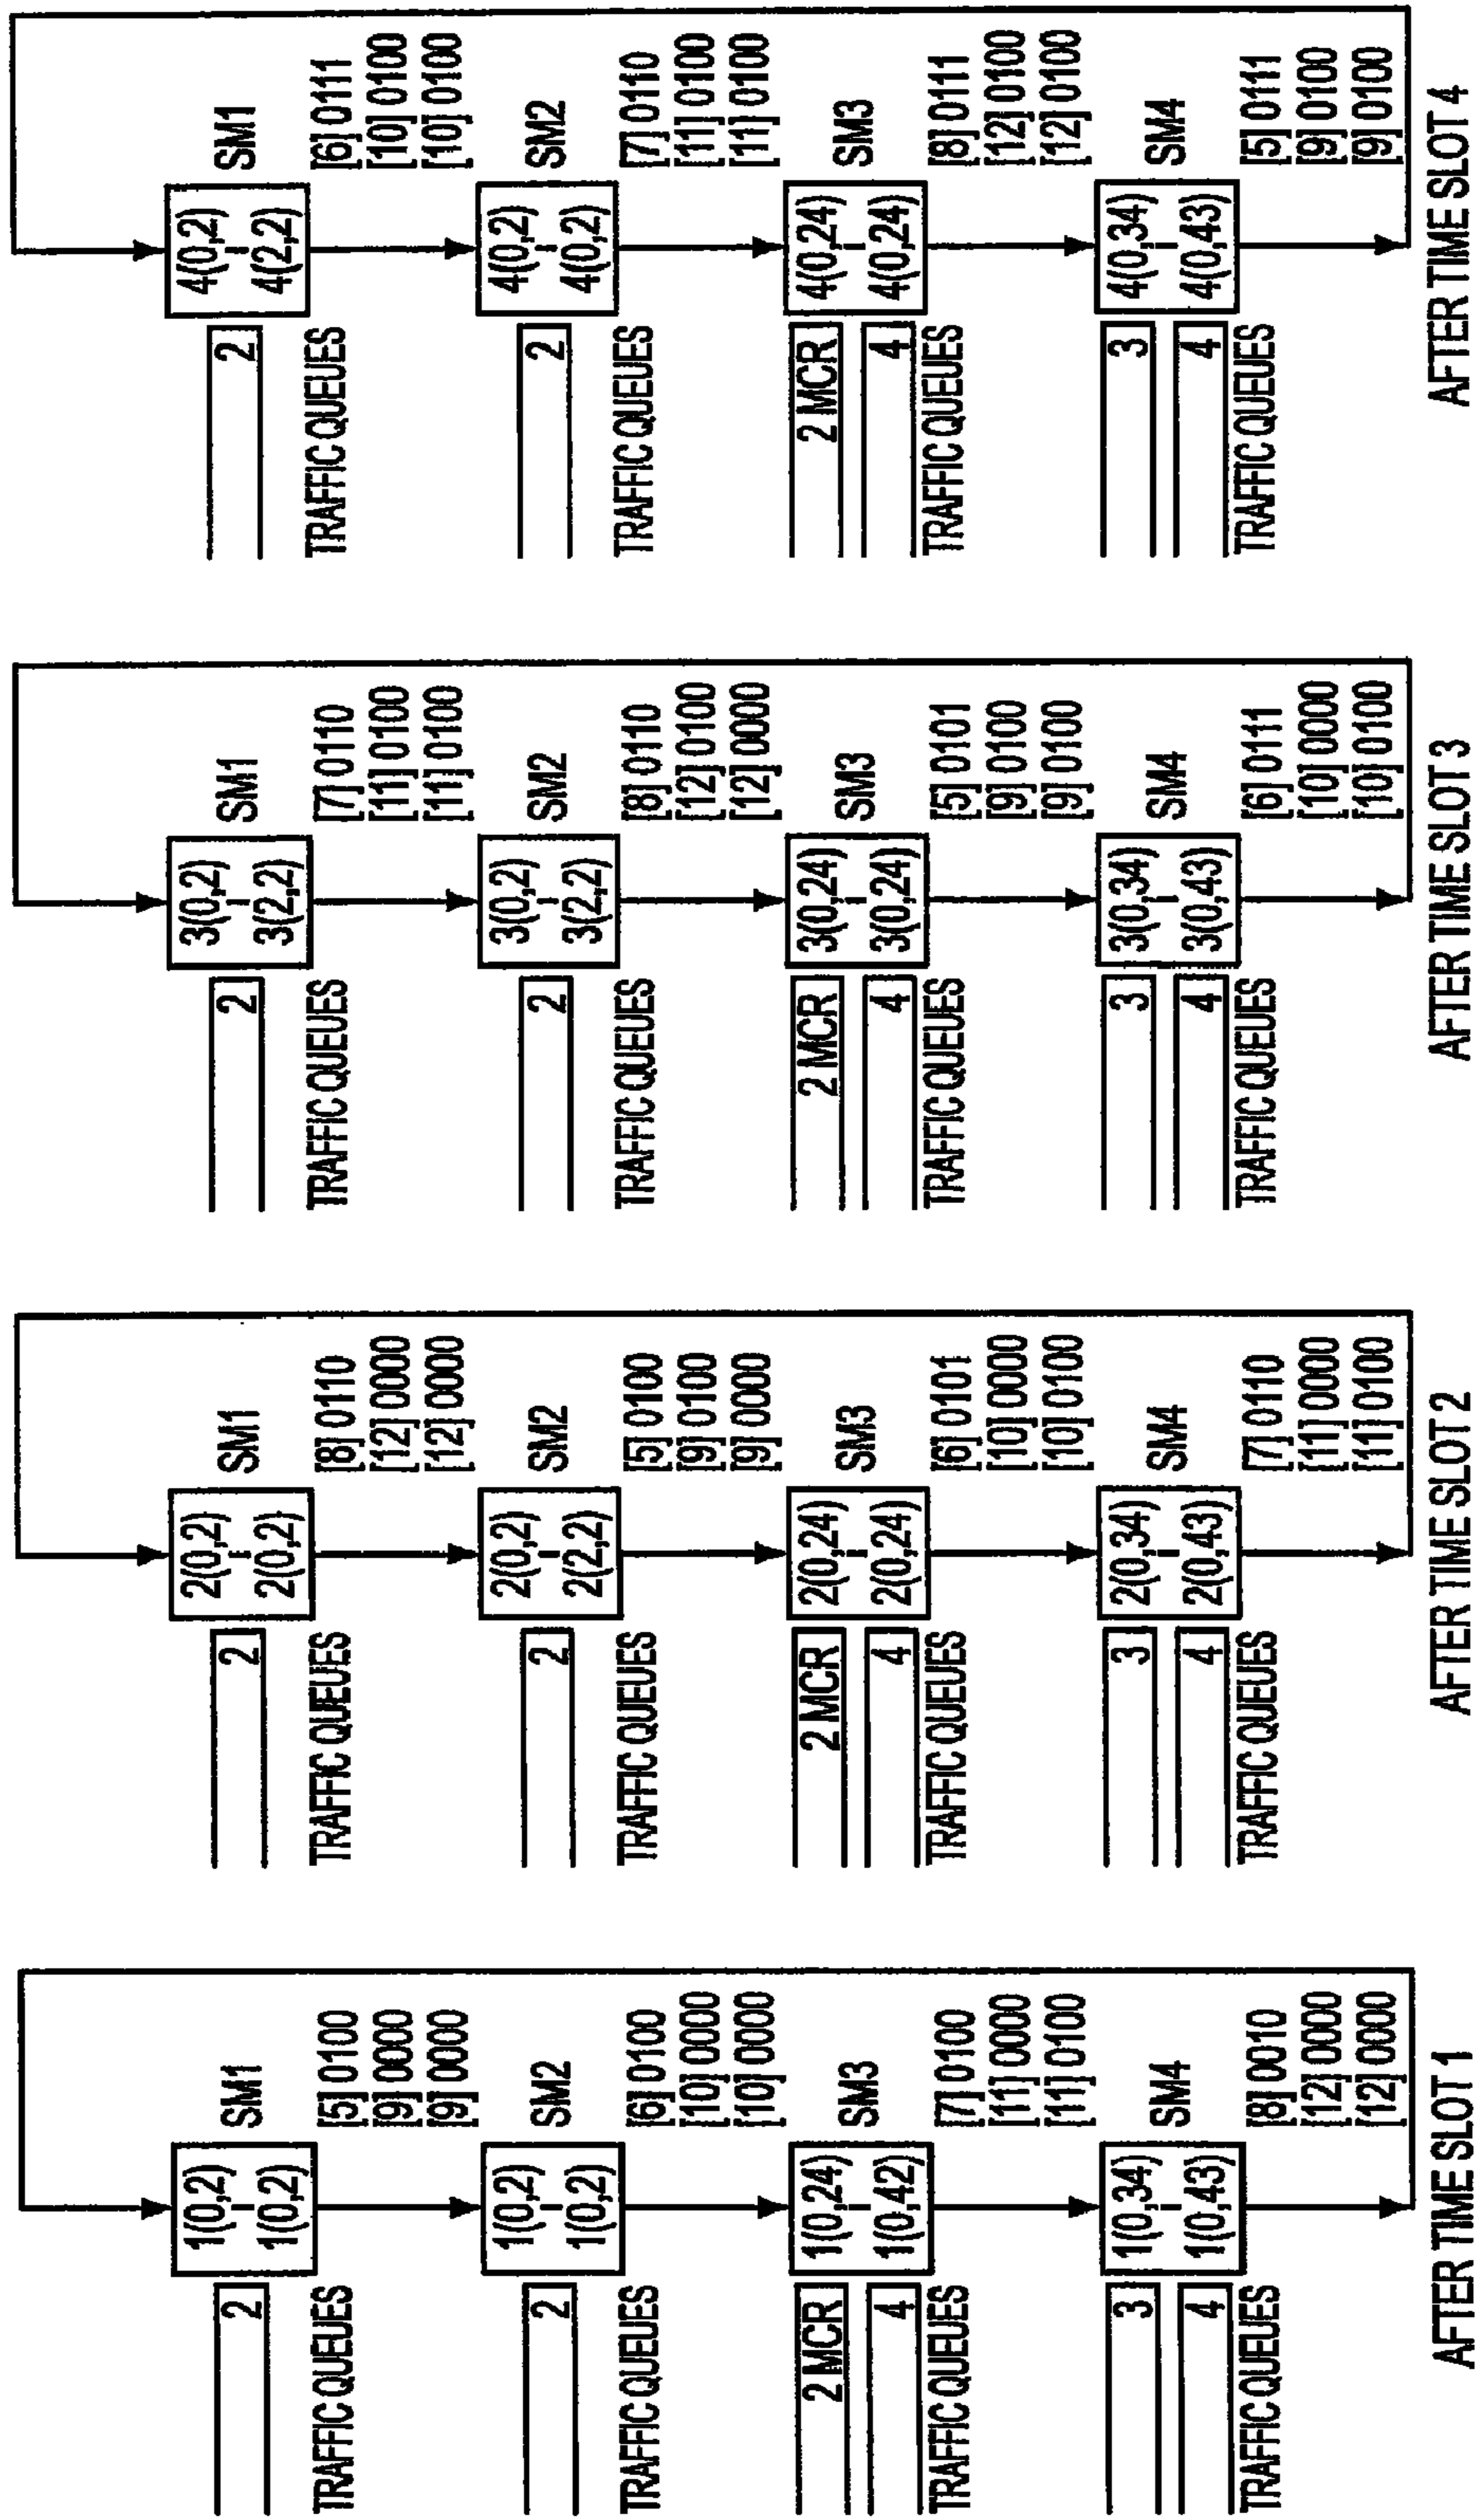 1(0,2)
1(0,2)
2
TRAFFIC QUEUES
SM1
[5] 0100
[9] 0000
[9] 0000
1(0,2)
1(0,2)
2
TRAFFIC QUEUES
SM2
[6] 0100
[10] 0000
[10] 0000
1(0,24)
1(0,42)
2 MCR
4
TRAFFIC QUEUES
SM3
[7] 0100
[11] 0000
[11] 0100
1(0,34)
1(0,43)
3
4
TRAFFIC QUEUES
SM4
[8] 0010
[12] 0000
[12] 0000
AFTER TIME SLOT 1
2(0,2)
2(0,2)
2
TRAFFIC QUEUES
SM1
[8] 0110
[12] 0000
[12] 0000
2(0,2)
2(2,2)
2
TRAFFIC QUEUES
SM2
[5] 0100
[9] 0100
[9] 0000
2(0,24)
2(0,24)
2 MCR
4
TRAFFIC QUEUES
SM3
[6] 0101
[10] 0000
[10] 0100
2(0,34)
2(0,43)
3
4
TRAFFIC QUEUES
SM4
[7] 0110
[11] 0000
[11] 0100
AFTER TIME SLOT 2
3(0,2)
3(2,2)
2
TRAFFIC QUEUES
SM1
[7] 0110
[11] 0100
[11] 0100
3(0,2)
3(2,2)
2
TRAFFIC QUEUES
SM2
[8] 0110
[12] 0100
[12] 0000
3(0,24)
3(0,24)
2 MCR
4
TRAFFIC QUEUES
SM3
[5] 0101
[9] 0100
[9] 0100
3(0,34)
3(0,43)
3
4
TRAFFIC QUEUES
SM4
[6] 0111
[10] 0000
[10] 0100
AFTER TIME SLOT 3
4(0,2)
4(2,2)
2
TRAFFIC QUEUES
SM1
[6] 0111
[10] 0100
[10] 0100
4(0,2)
4(0,2)
2
TRAFFIC QUEUES
SM2
[7] 0110
[11] 0100
[11] 0100
4(0,24)
4(0,24)
2 MCR
4
TRAFFIC QUEUES
SM3
[8] 0111
[12] 0100
[12] 0100
4(0,34)
4(0,43)
3
4
TRAFFIC QUEUES
SM4
[5] 0111
[9] 0100
[9] 0100
AFTER TIME SLOT 4